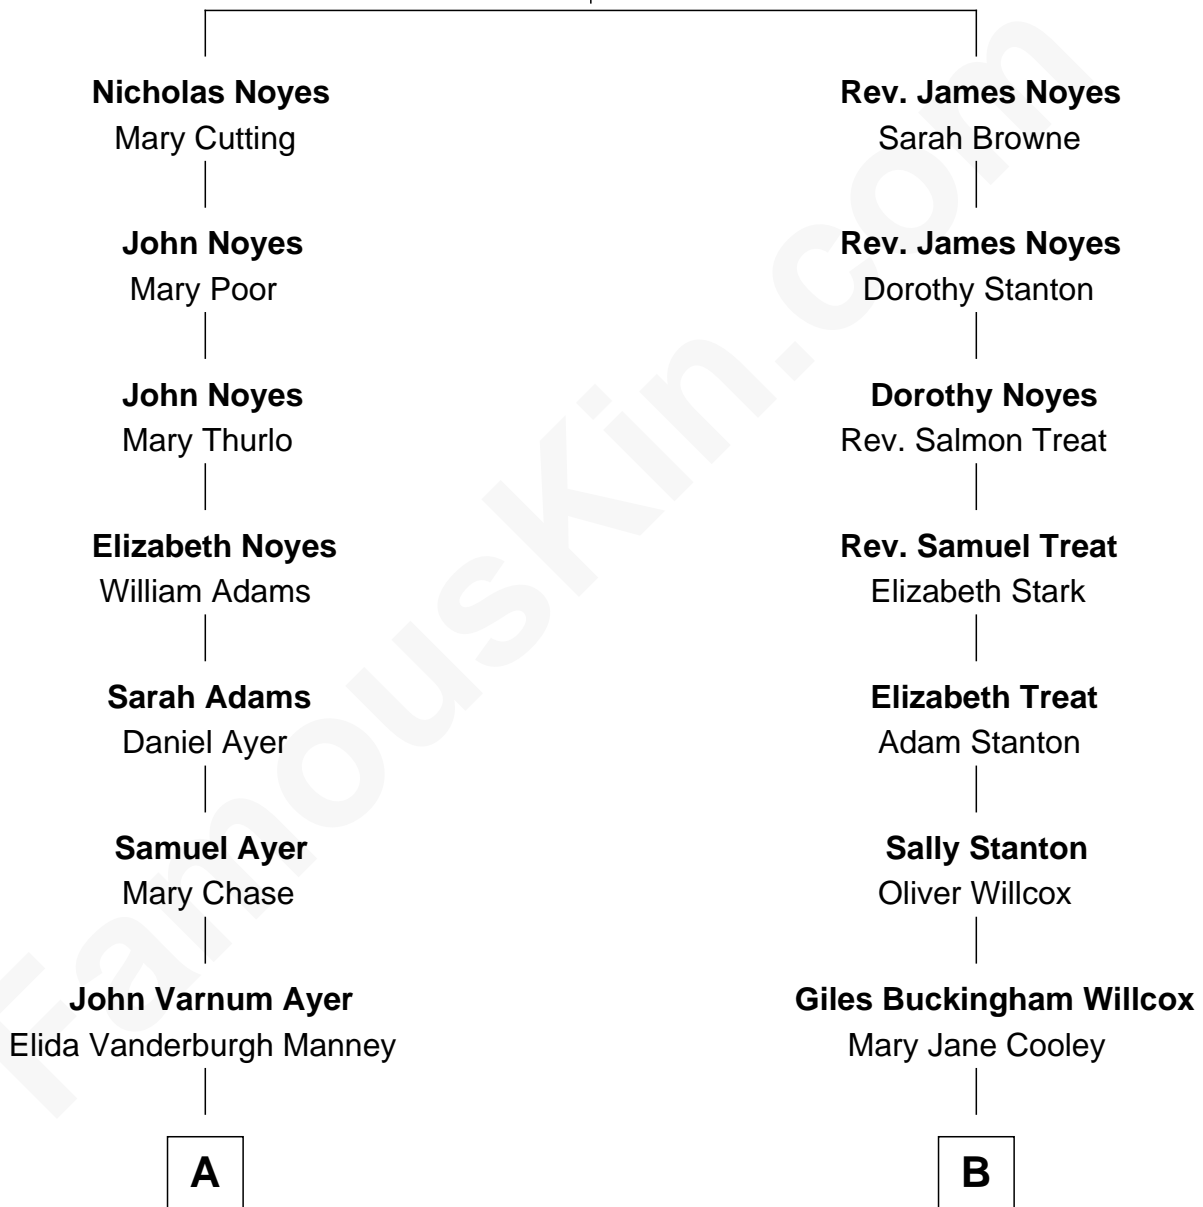 Nicholas Noyes
Mary Cutting
John Noyes
Mary Poor
John Noyes
Mary Thurlo
Elizabeth Noyes
William Adams
Sarah Adams
Daniel Ayer
Samuel Ayer
Mary Chase
John Varnum Ayer
Elida Vanderburgh Manney
A
Rev. James Noyes
Sarah Browne
Rev. James Noyes
Dorothy Stanton
Dorothy Noyes
Rev. Salmon Treat
Rev. Samuel Treat
Elizabeth Stark
Elizabeth Treat
Adam Stanton
Sally Stanton
Oliver Willcox
Giles Buckingham Willcox
Mary Jane Cooley
B
FamousKin.com